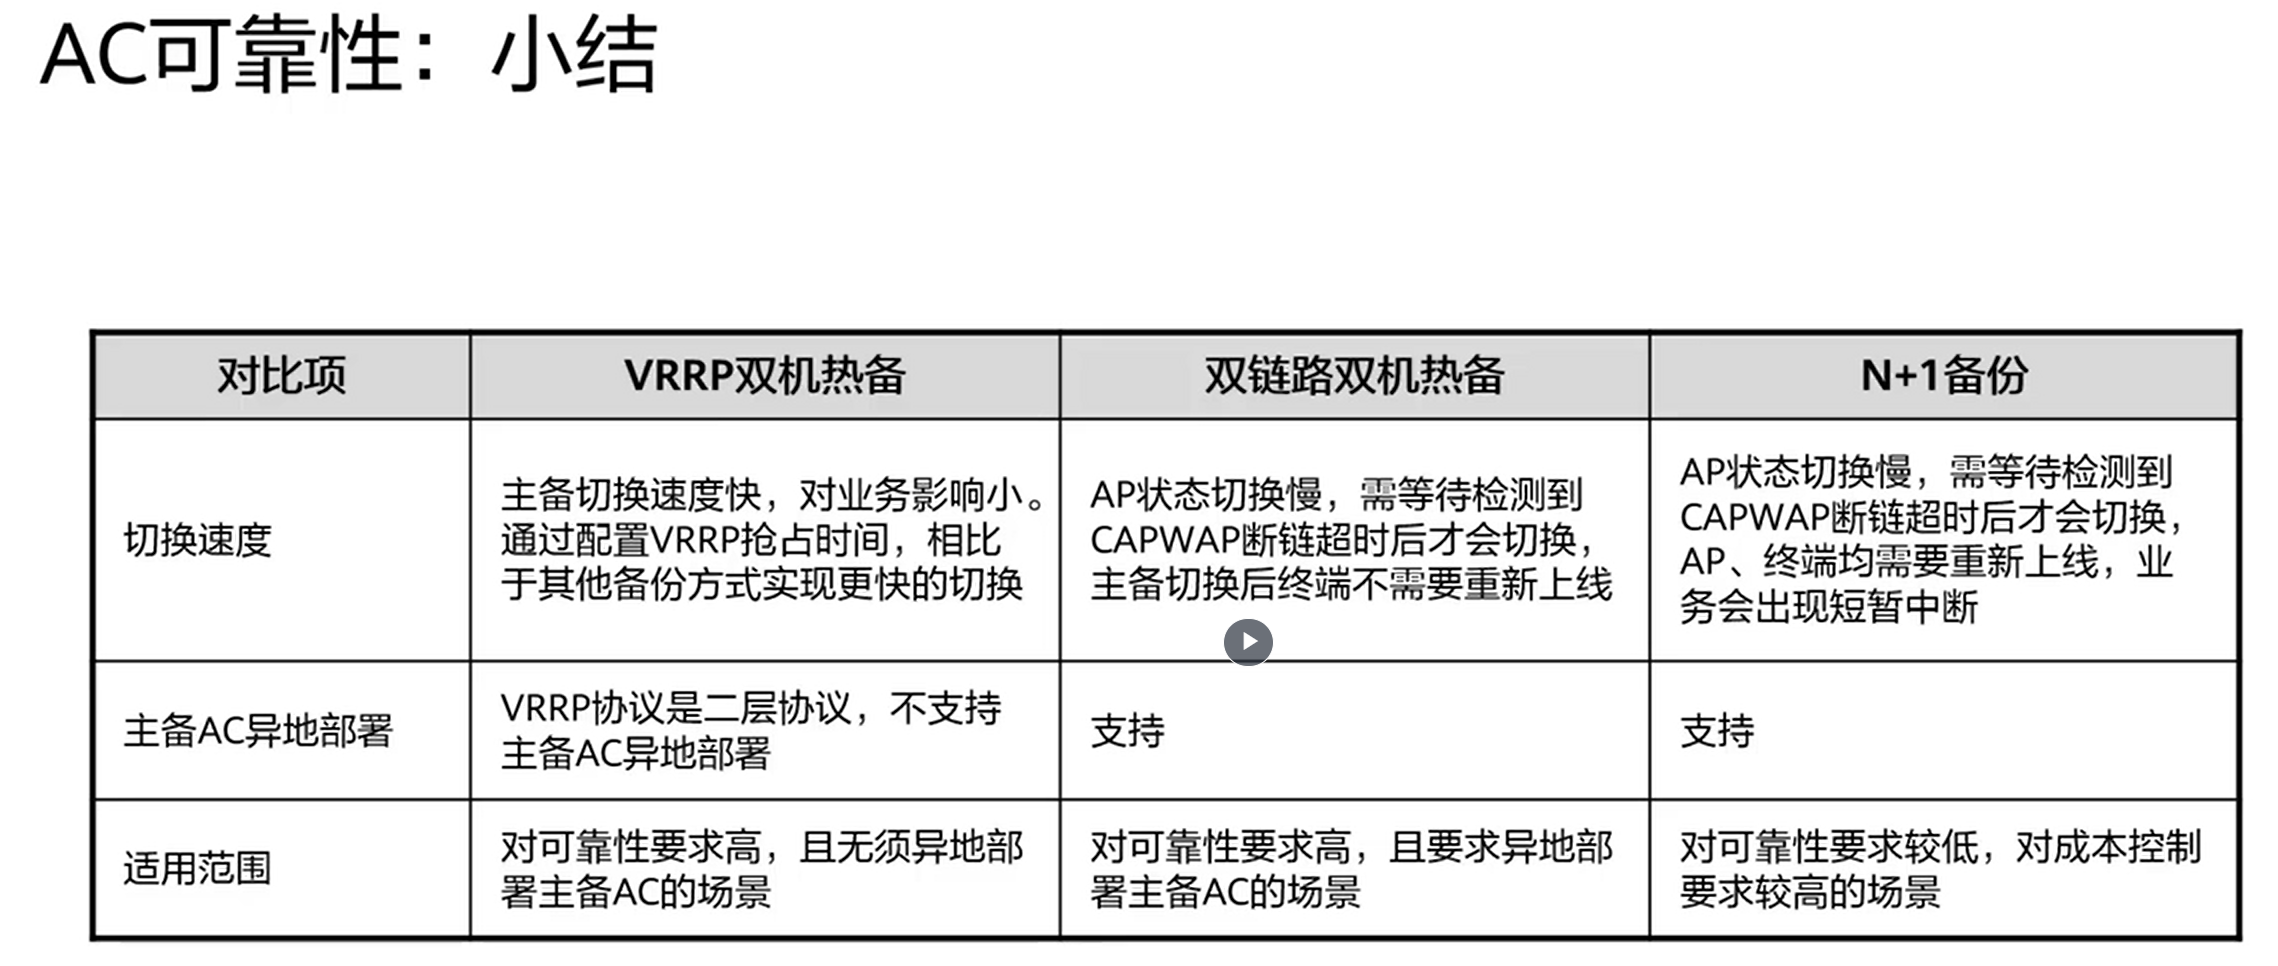 AC可靠性：小结
对比项
VRRP双机热备
双链路双机热备
N+1备份
切换速度
主备切换速度快，对业务影响小。
通过配置VRRP抢占时间，相比
于其他备份方式实现更快的切换
AP状态切换慢，需等待检测到
CAPWAP断链超时后才会切换，
主备切换后终端不需要重新上线
AP状态切换慢，需等待检测到
CAPWAP断链超时后才会切换，
AP、终端均需要重新上线，业
务会出现短暂中断
主备AC异地部署
VRRP协议是二层协议，不支持
主备AC异地部署
支持
支持
适用范围
对可靠性要求高，且无须异地部
署主备AC的场景
对可靠性要求高，且要求异地部
署主备AC的场景
对可靠性要求较低，对成本控制
要求较高的场景